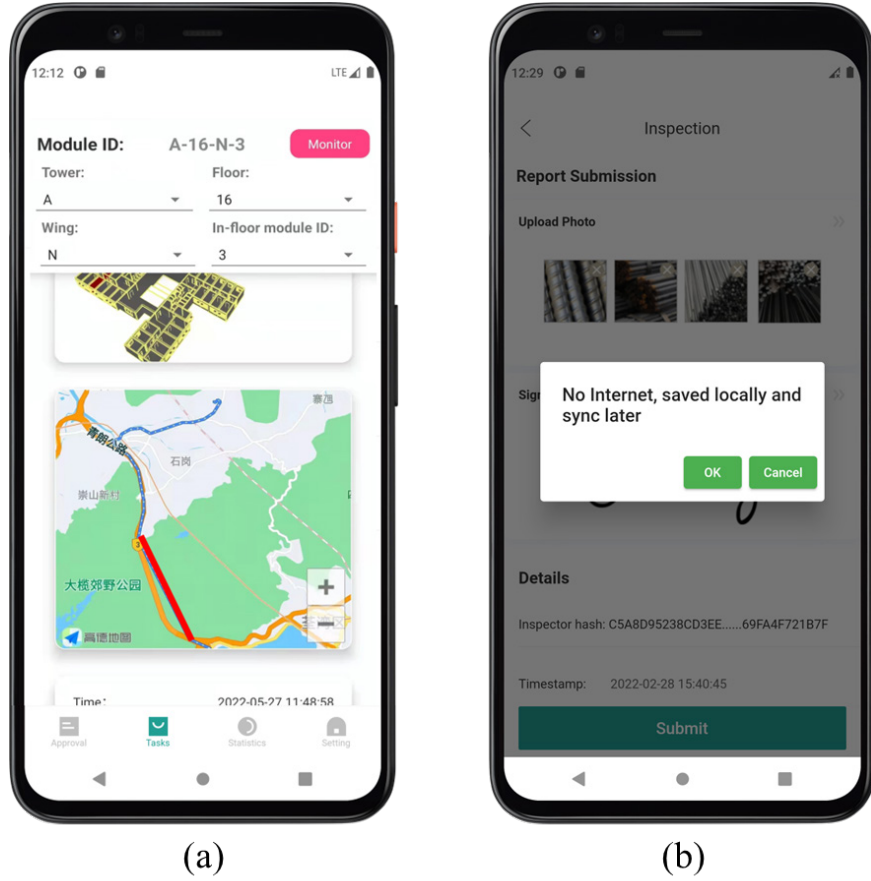 12:12
LTE
Module ID: A-16-N-3 Monitor
Tower: Floor:
A 16
Wing: In-floor module ID:
N 3
青朗公路
石岗
崇山新村
3
大榄郊野公园
高德地图
Time: 2022-05-27 11:48:58
Approval Tasks Statistics Setting
(a)
12:29
Inspection
Report Submission
Upload Photo
No Internet, saved locally and
sync later
OK Cancel
Details
Inspector hash: C5A8D95238CD3EE......69FA4F721B7F
Timestamp: 2022-02-28 15:40:45
Submit
(b)